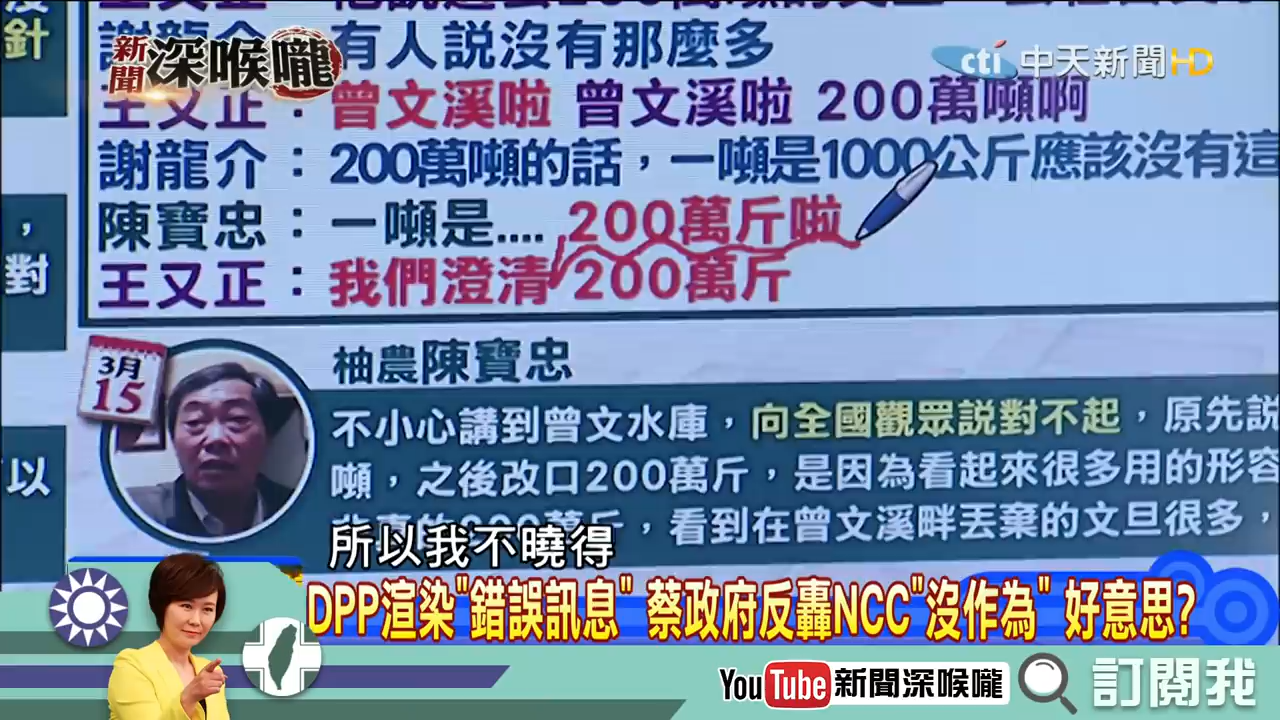 新聞深喉嚨
cti 中天新聞HD
針
謝龍介：有人説沒有那麼多
王又正：曾文溪啦 曾文溪啦 200萬噸啊
謝龍介：200萬噸的話，一噸是1000公斤應該沒有這
陳寶忠：一噸是.... 200萬斤啦
王又正：我們澄清 200萬斤
，對
以
3月
15
柚農陳寶忠
不小心講到曾文水庫，向全國觀眾説對不起，原先説
噸，之後改口200萬斤，是因為看起來很多用的形容
，看到在曾文溪畔丟棄的文旦很多，
所以我不曉得
DPP渲染"錯誤訊息" 蔡政府反轟NCC"沒作為" 好意思?
YouTube 新聞深喉嚨 訂閱我